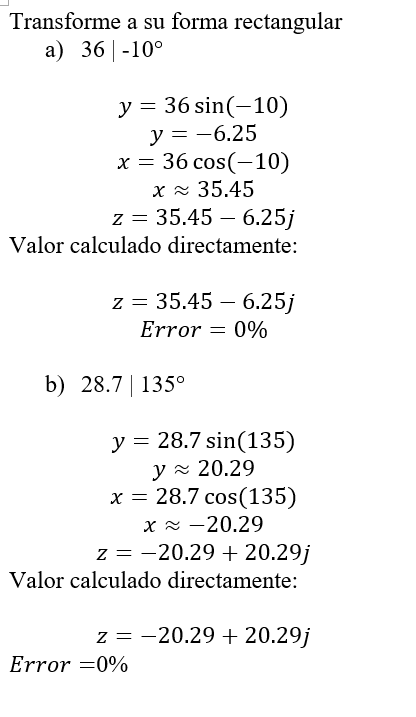 Transforme a su forma rectangular
a) 36 | -10°
y = 36 sin(−10)
y = −6.25
x = 36 cos(−10)
x ≈ 35.45
z = 35.45 − 6.25j
Valor calculado directamente:
z = 35.45 − 6.25j
Error = 0%
b) 28.7 | 135°
y = 28.7 sin(135)
y ≈ 20.29
x = 28.7 cos(135)
x ≈ −20.29
z = −20.29 + 20.29j
Valor calculado directamente:
z = −20.29 + 20.29j
Error =0%